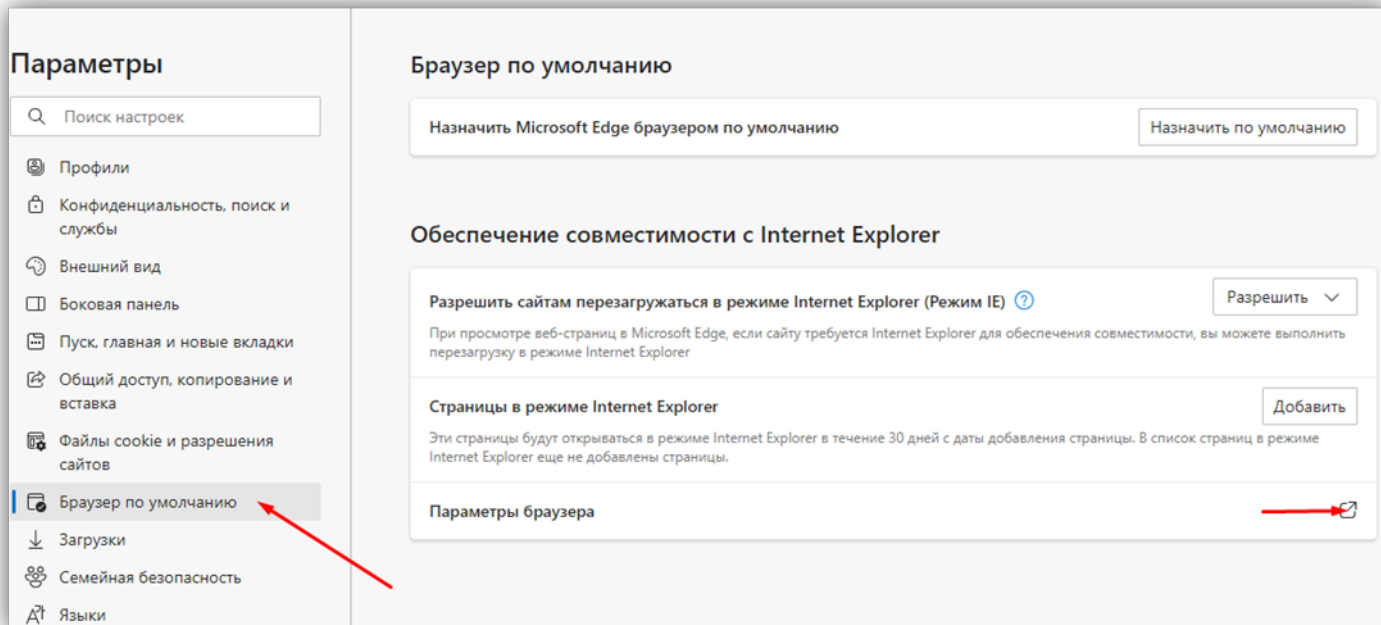 Параметры
Поиск настроек
Профили
Конфиденциальность, поиск и
службы
Внешний вид
Боковая панель
Пуск, главная и новые вкладки
Общий доступ, копирование и
вставка
Файлы cookie и разрешения
сайтов
Браузер по умолчанию
Загрузки
Семейная безопасность
Языки
Браузер по умолчанию
Назначить Microsoft Edge браузером по умолчанию
Назначить по умолчанию
Обеспечение совместимости с Internet Explorer
Разрешить сайтам перезагружаться в режиме Internet Explorer (Режим IE)
Разрешить
При просмотре веб-страниц в Microsoft Edge, если сайту требуется Internet Explorer для обеспечения совместимости, вы можете выполнить
перезагрузку в режиме Internet Explorer
Страницы в режиме Internet Explorer
Добавить
Эти страницы будут открываться в режиме Internet Explorer в течение 30 дней с даты добавления страницы. В список страниц в режиме
Internet Explorer еще не добавлены страницы.
Параметры браузера